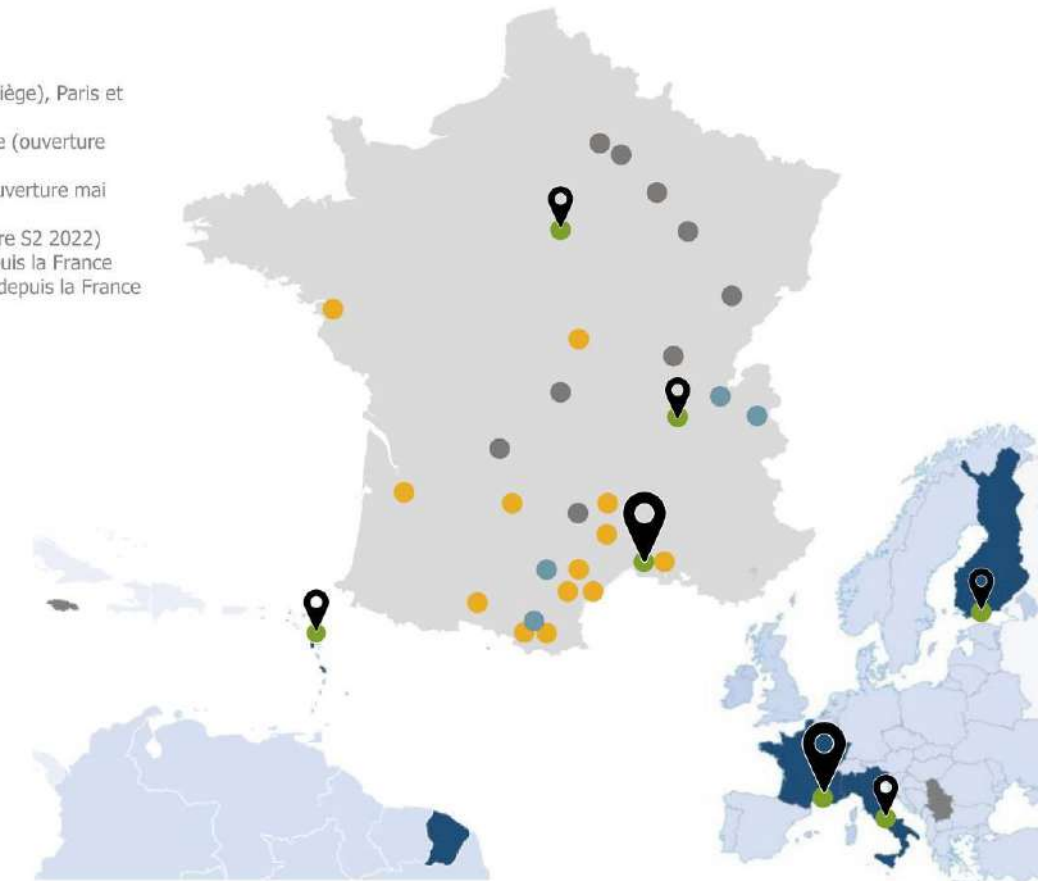 iège), Paris et
e (ouverture
uverture mai
re S2 2022)
uis la France
depuis la France